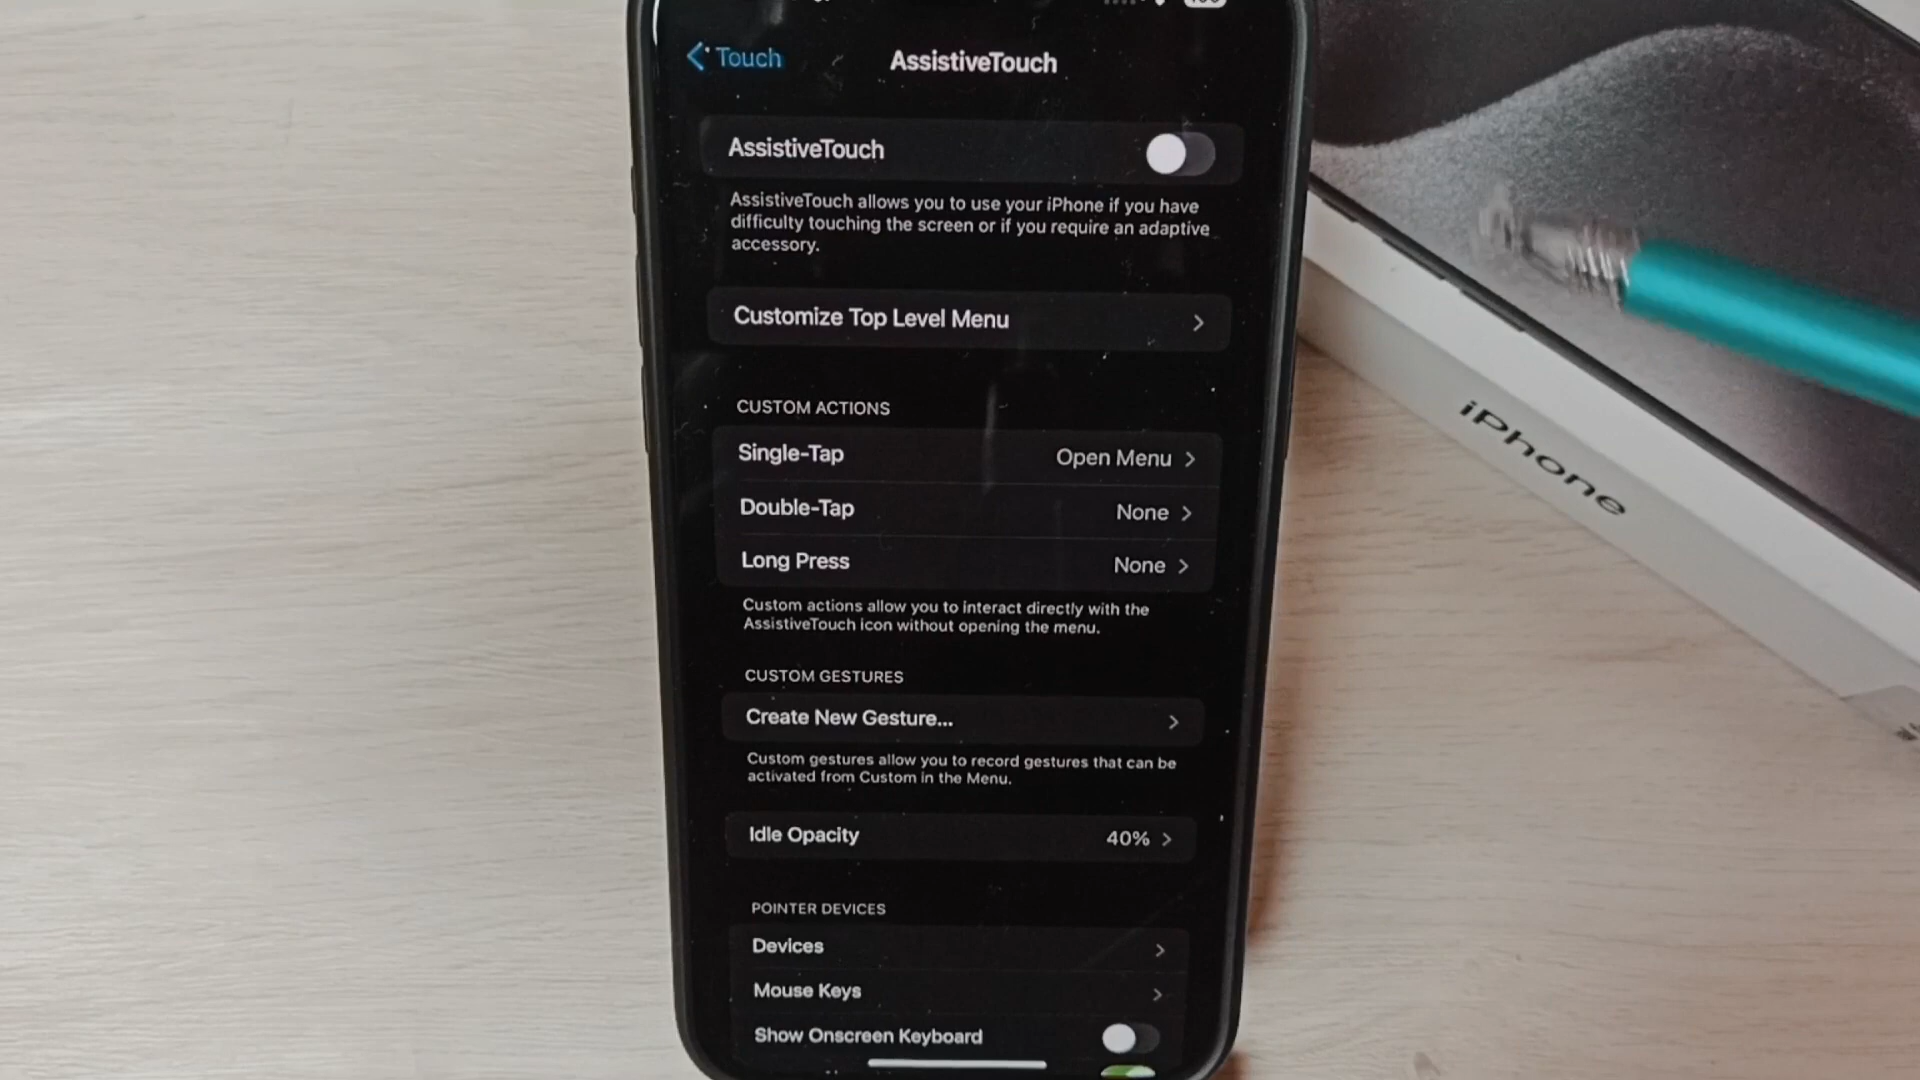 Touch
AssistiveTouch
AssistiveTouch
AssistiveTouch allows you to use your iPhone if you have
difficulty touching the screen or if you require an adaptive
accessory.
Customize Top Level Menu
CUSTOM ACTIONS
Single-Tap Open Menu
Double-Tap None
Long Press None
Custom actions allow you to interact directly with the
AssistiveTouch icon without opening the menu.
CUSTOM GESTURES
Create New Gesture...
Custom gestures allow you to record gestures that can be
activated from Custom in the Menu.
Idle Opacity 40%
POINTER DEVICES
Devices
Mouse Keys
Show Onscreen Keyboard
iPhone